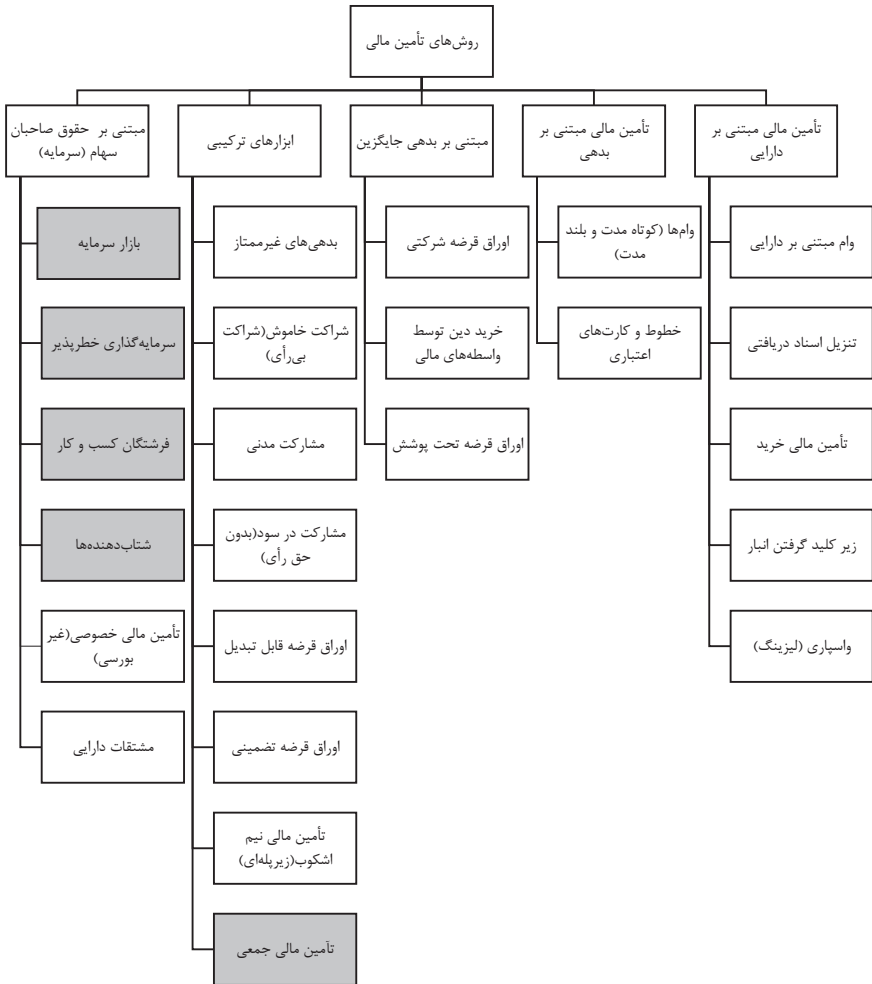 روش‌های تأمین مالی
تأمین مالی مبتنی بر
دارایی
وام مبتنی بر دارایی
تنزیل اسناد دریافتی
تأمین مالی خرید
زیر کلید گرفتن انبار
واسپاری (لیزینگ)
تأمین مالی مبتنی بر
بدهی
وام‌ها (کوتاه مدت و بلند
مدت)
خطوط و کارت‌های
اعتباری
مبتنی بر بدهی جایگزین
اوراق قرضه شرکتی
خرید دین توسط
واسطه‌های مالی
اوراق قرضه تحت پوشش
ابزارهای ترکیبی
بدهی‌های غیرممتاز
شراکت خاموش(شراکت
بی‌رأی)
مشارکت مدنی
مشارکت در سود(بدون
حق رأی)
اوراق قرضه قابل تبدیل
اوراق قرضه تضمینی
تأمین مالی نیم
اشکوب(زیرپله‌ای)
تأمین مالی جمعی
مبتنی بر حقوق صاحبان
سهام (سرمایه)
بازار سرمایه
سرمایه‌گذاری خطرپذیر
فرشتگان کسب و کار
شتاب‌دهنده‌ها
تأمین مالی خصوصی(غیر
بورسی)
مشتقات دارایی